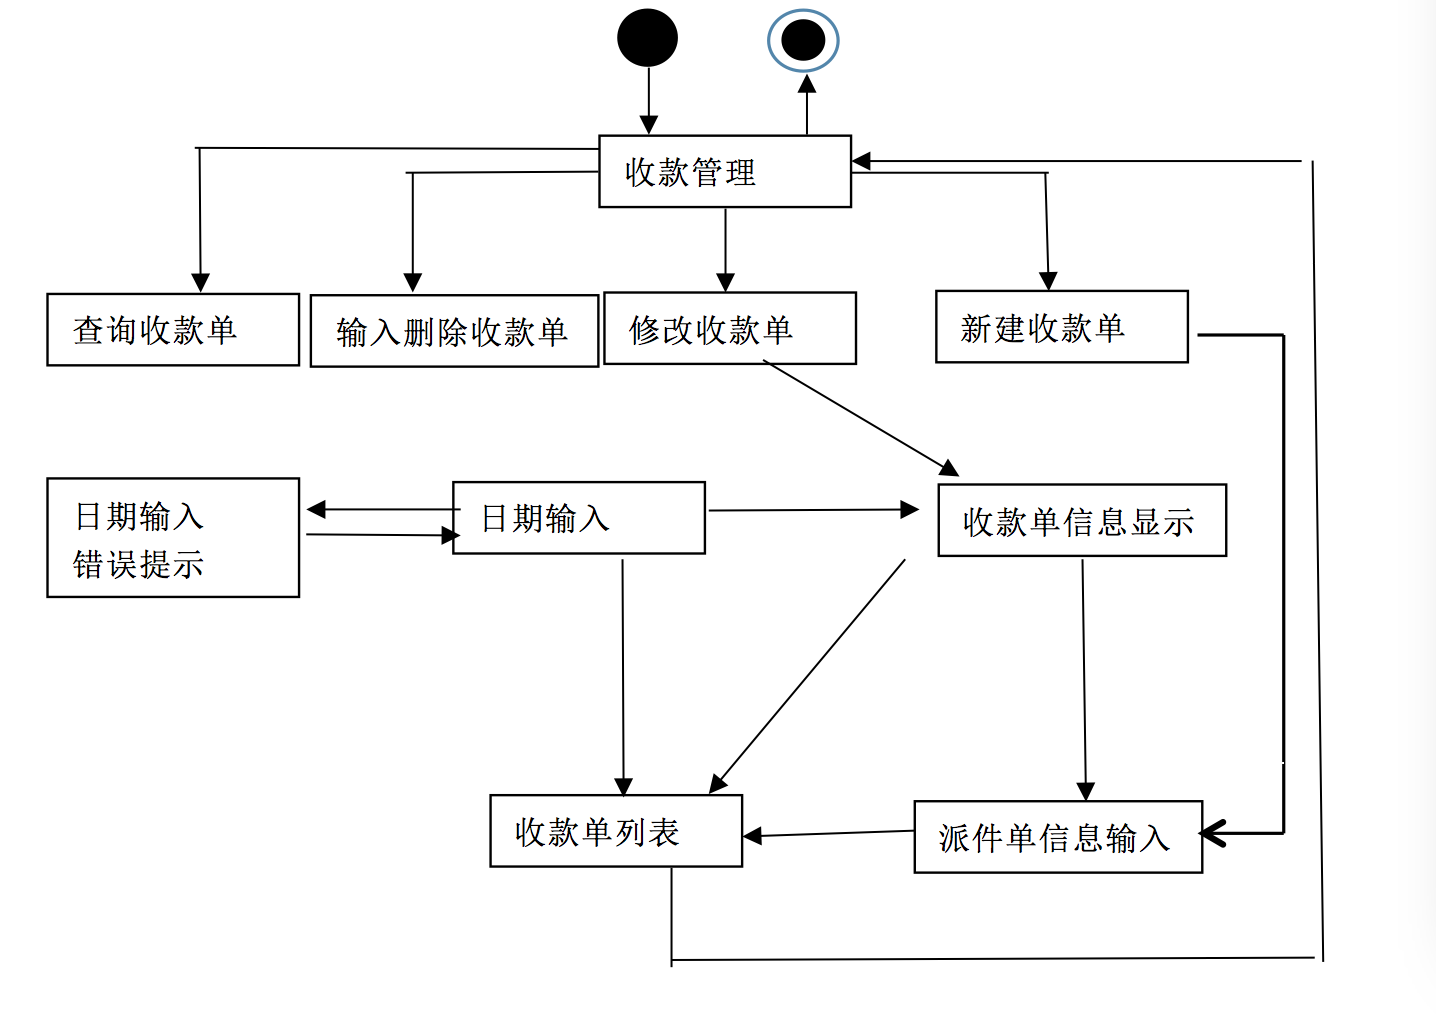 收款管理
查询收款单
输入删除收款单
修改收款单
新建收款单
日期输入
错误提示
日期输入
收款单信息显示
收款单列表
派件单信息输入